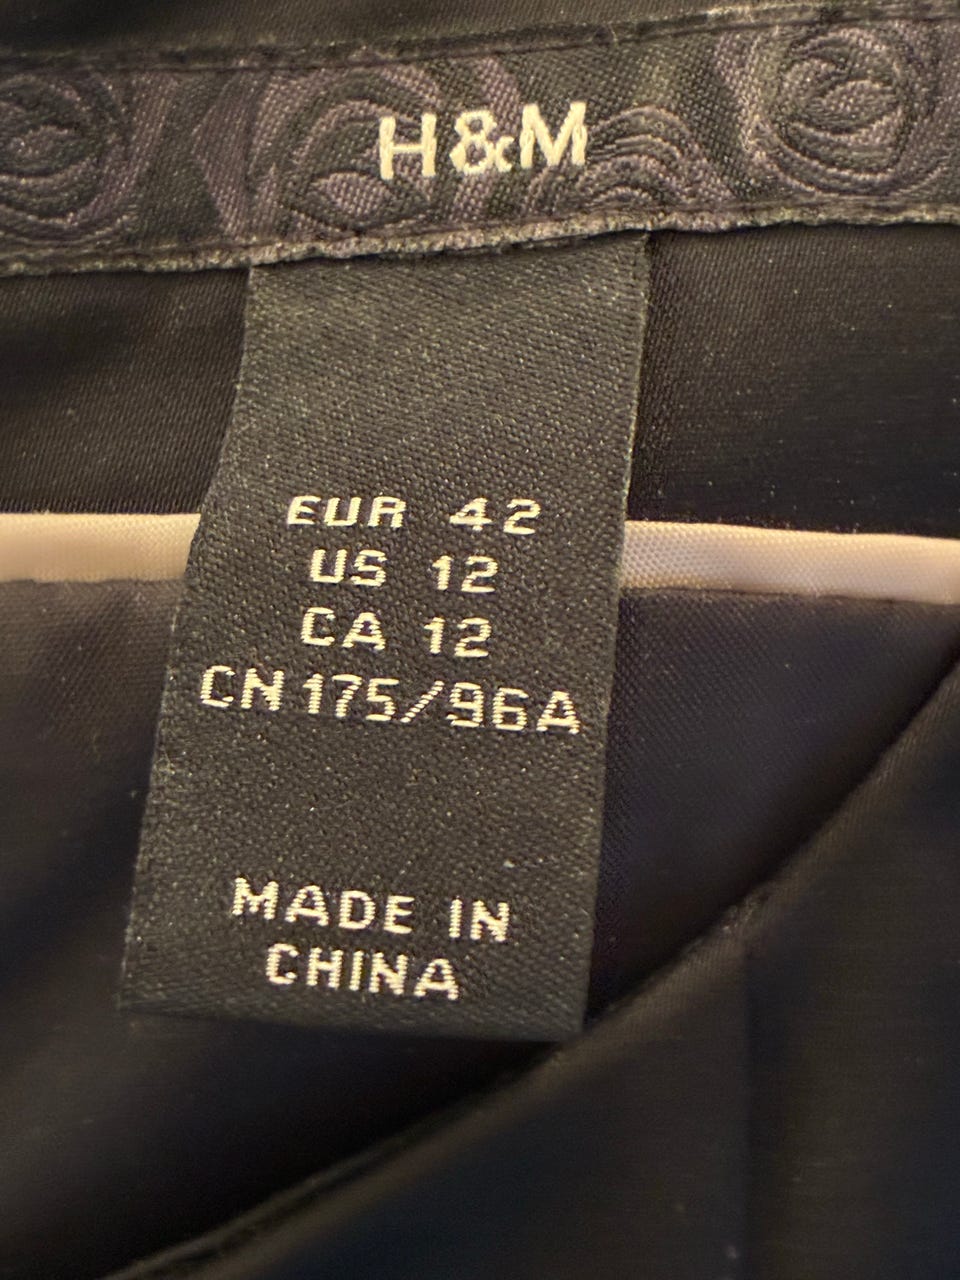 H&M
EUR 42
US 12
CA 12
CN 175/96A
MADE IN
CHINA